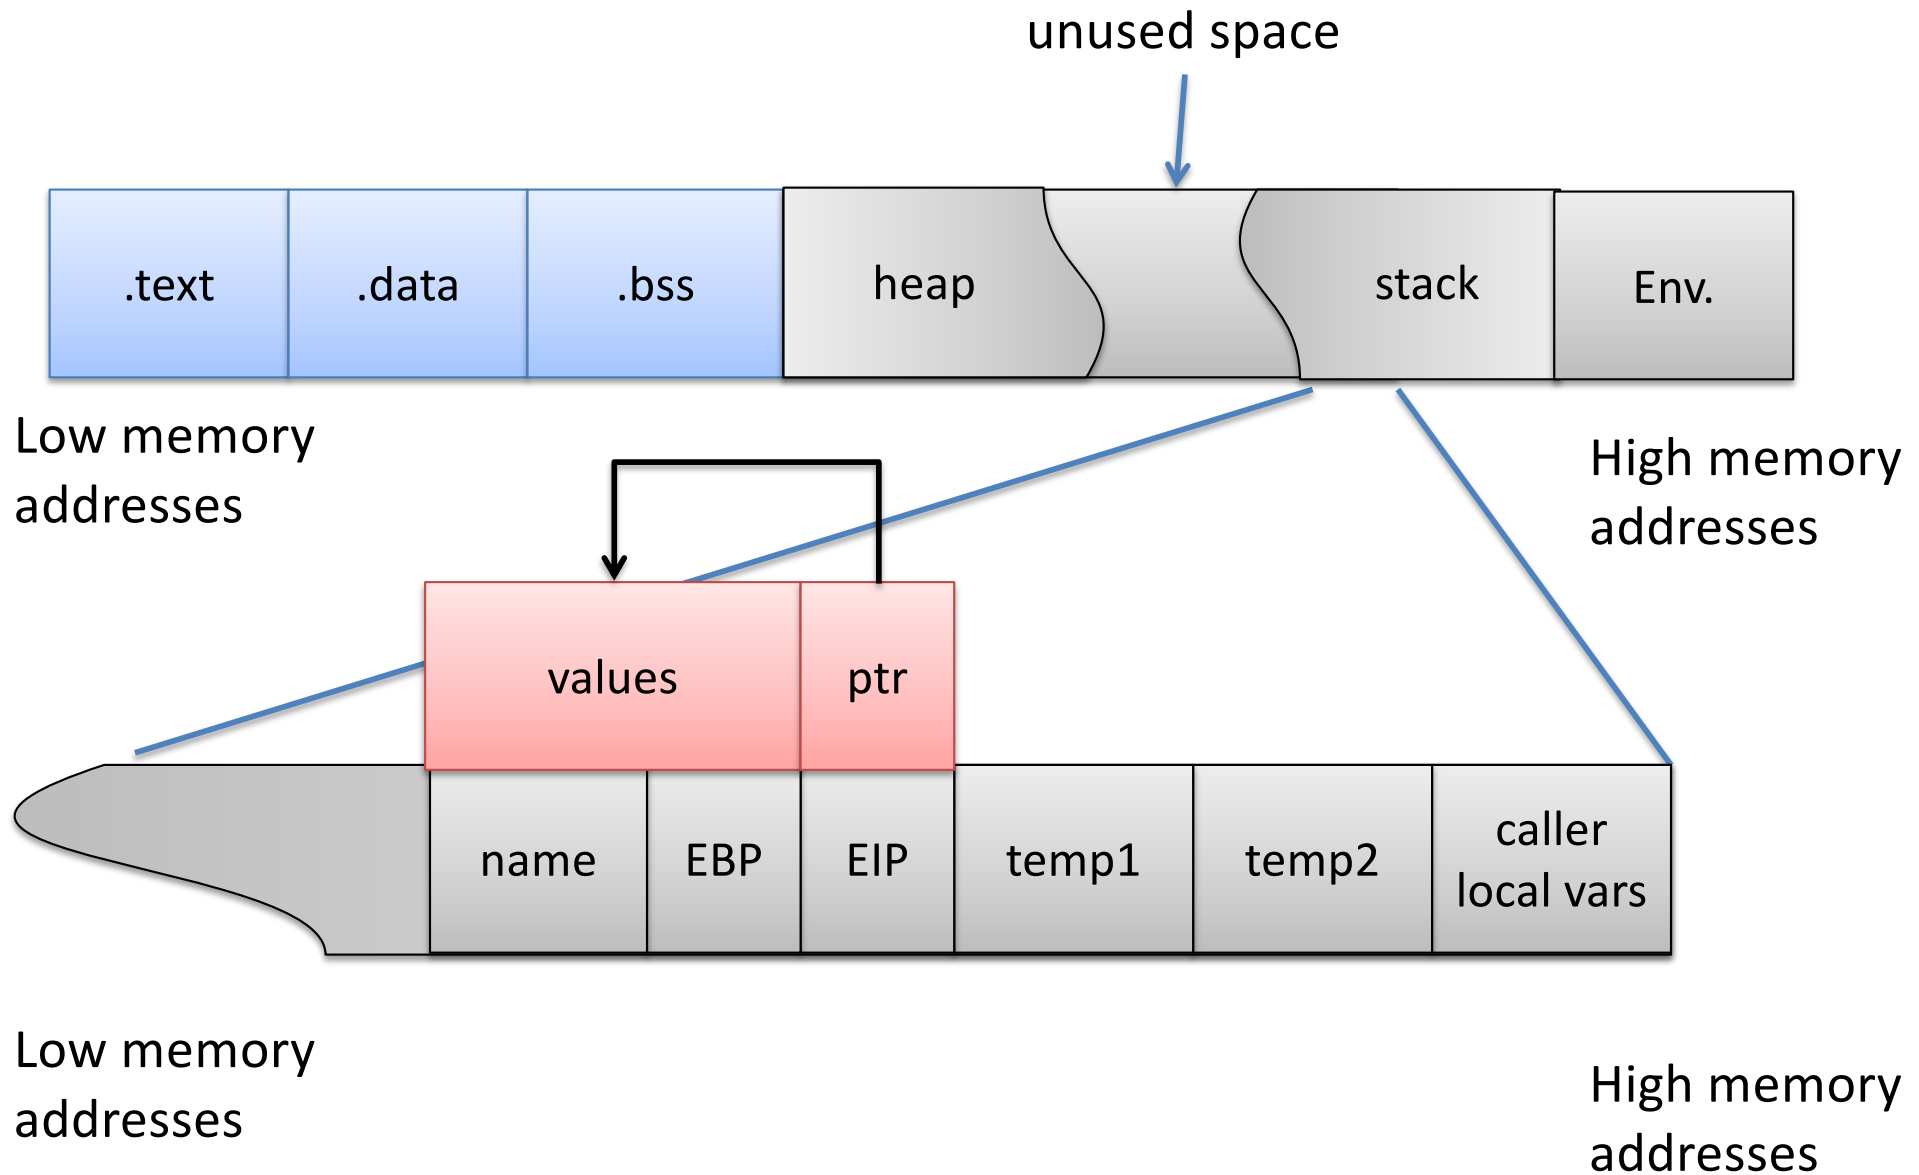 unused space
.text
.data
.bss
heap
stack
Env.
Low memory
addresses
High memory
addresses
values
ptr
name
EBP
EIP
temp1
temp2
caller
local vars
Low memory
addresses
High memory
addresses